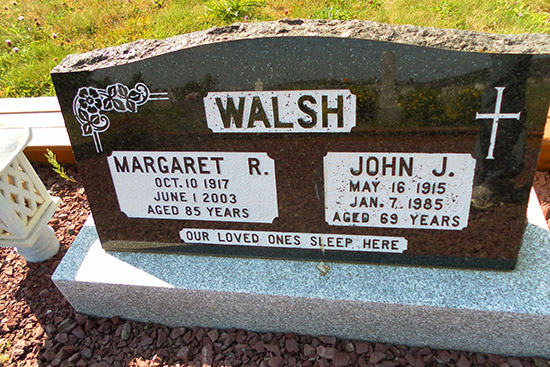 WALSH
MARGARET R.
OCT. 10 1917
JUNE 1 2003
AGED 85 YEARS
JOHN J.
MAY 16 1915
JAN. 7 1985
AGED 69 YEARS
OUR LOVED ONES SLEEP HERE